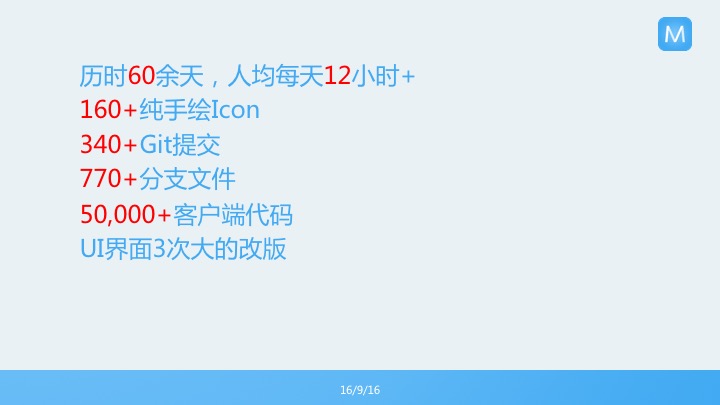 M
历时60余天，人均每天12小时+
160+纯手绘Icon
340+Git提交
770+分支文件
50,000+客户端代码
UI界面3次大的改版
16/9/16